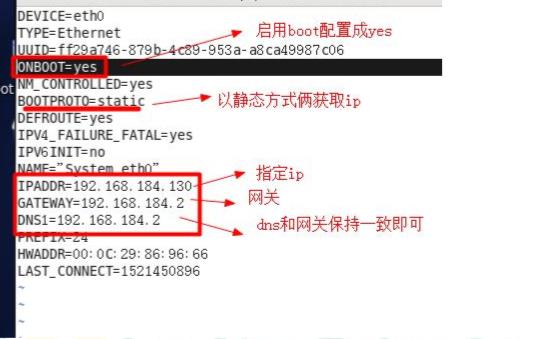 DEVICE=eth0
TYPE=Ethernet
UUID=ff29a746-879b-4c89-953a-a8ca49987c06
ONBOOT=yes
NM_CONTROLLED=yes
BOOTPROTO=static
DEFROUTE=yes
IPV4_FAILURE_FATAL=yes
IPV6INIT=no
NAME="System eth0"
IPADDR=192.168.184.130
GATEWAY=192.168.184.2
DNS1=192.168.184.2
PREFIX=24
HWADDR=00:0C:29:86:96:66
LAST_CONNECT=1521450896
~
~
~
启用boot配置成yes
以静态方式俩获取ip
指定ip
网关
dns和网关保持一致即可
ot